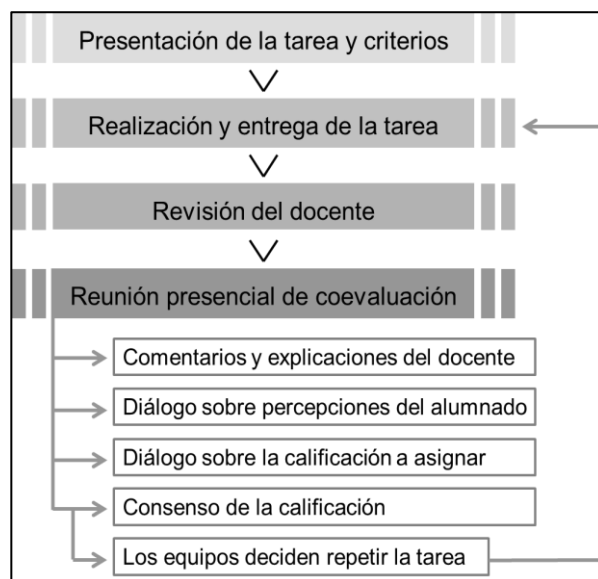 Presentación de la tarea y criterios
Realización y entrega de la tarea
Revisión del docente
Reunión presencial de coevaluación
Comentarios y explicaciones del docente
Diálogo sobre percepciones del alumnado
Diálogo sobre la calificación a asignar
Consenso de la calificación
Los equipos deciden repetir la tarea